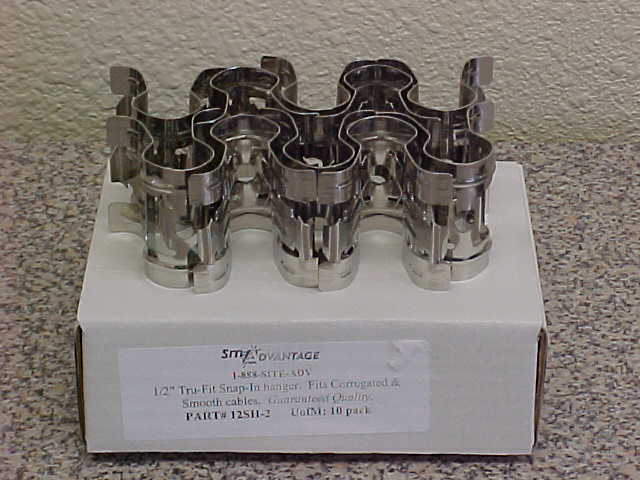 SITE ADVANTAGE
1-888-SITE-ADV
1/2" Tru-Fit Snap-In hanger. Fits Corrugated &
Smooth cables. Guaranteed Quality.
PART# 12SH-2 UofM: 10 pack